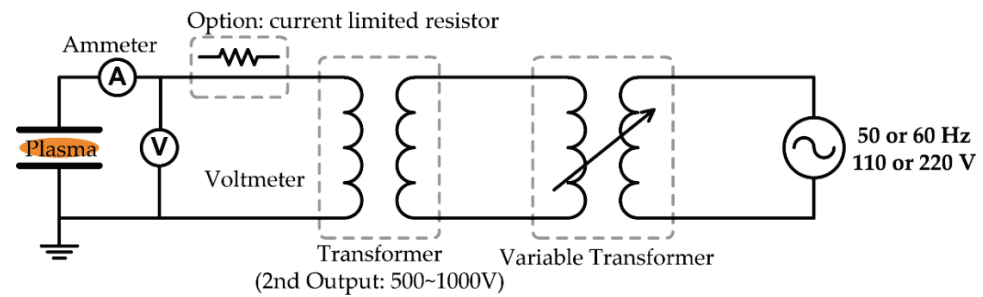 Option: current limited resistor
Ammeter
A
Plasma
V
Voltmeter
50 or 60 Hz
110 or 220 V
Transformer
(2nd Output: 500~1000V)
Variable Transformer